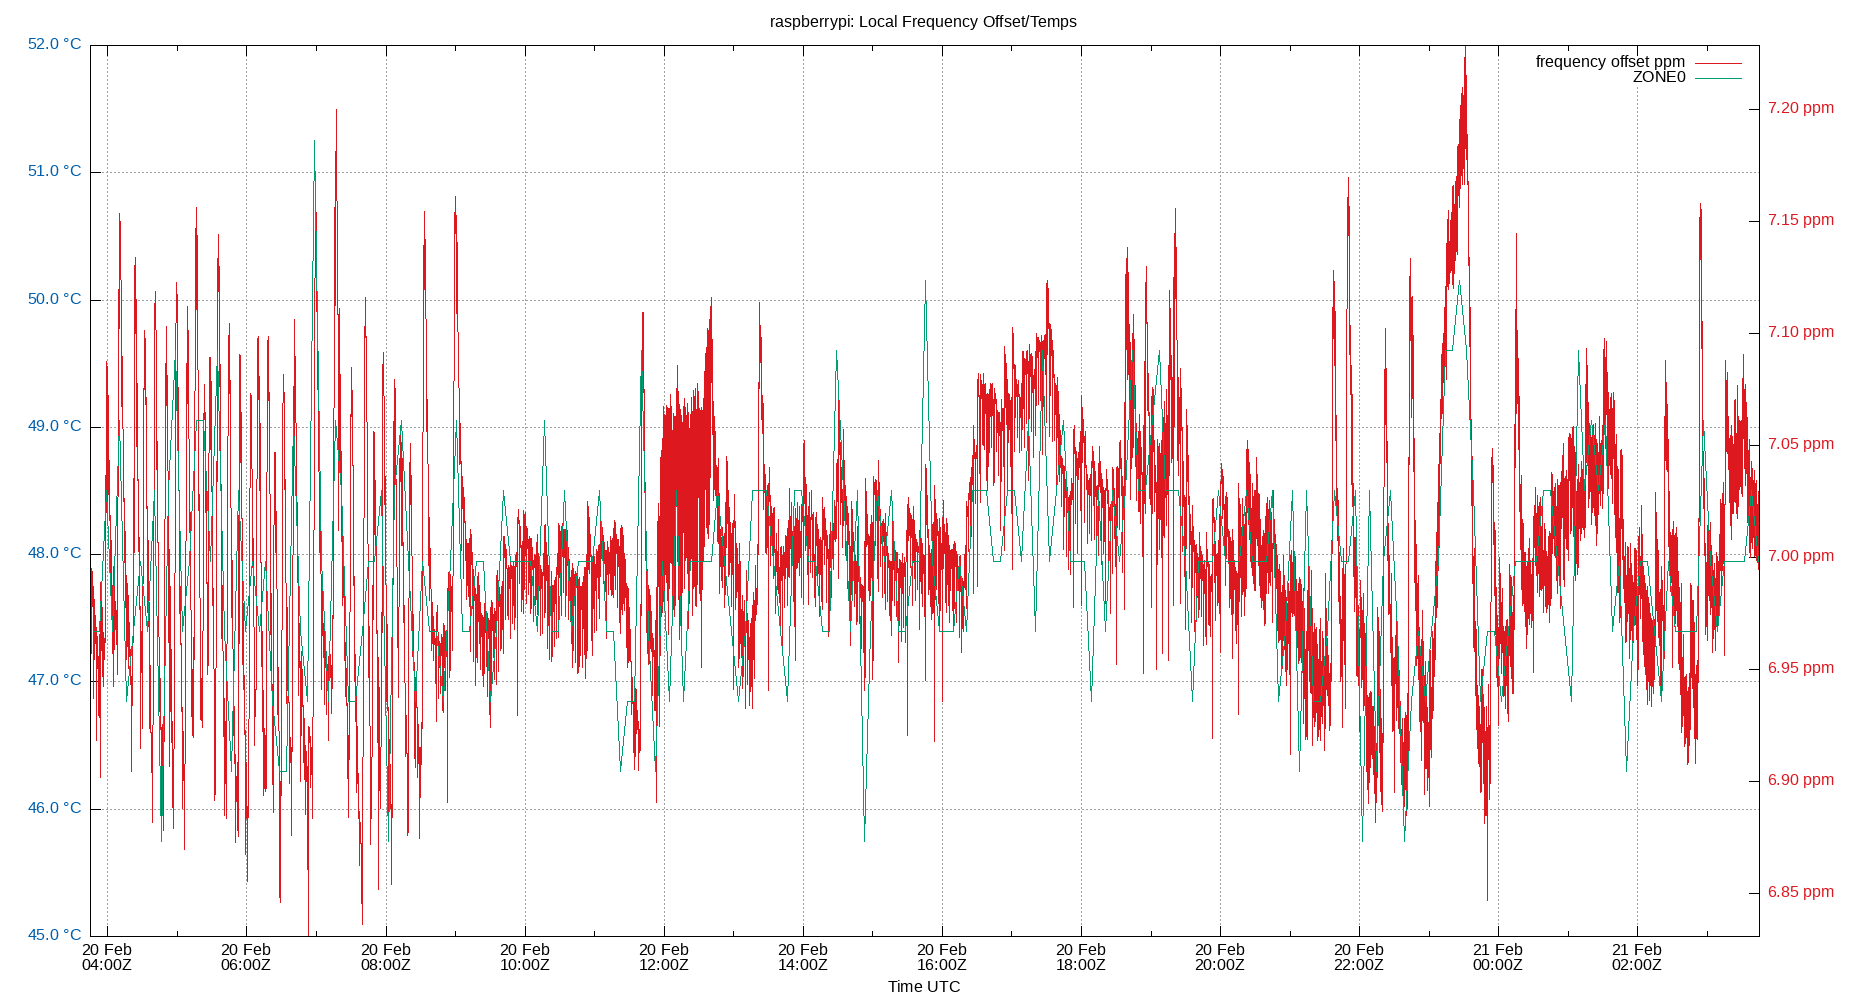 raspberrypi: Local Frequency Offset/Temps
52.0 °C
51.0 °C
50.0 °C
49.0 °C
48.0 °C
47.0 °C
46.0 °C
45.0 °C
frequency offset ppm
ZONE0
7.20 ppm
7.15 ppm
7.10 ppm
7.05 ppm
7.00 ppm
6.95 ppm
6.90 ppm
6.85 ppm
20 Feb 20 Feb 20 Feb 20 Feb 20 Feb 20 Feb 20 Feb 20 Feb 20 Feb 20 Feb 21 Feb 21 Feb
04:00Z 06:00Z 08:00Z 10:00Z 12:00Z 14:00Z 16:00Z 18:00Z 20:00Z 22:00Z 00:00Z 02:00Z
Time UTC